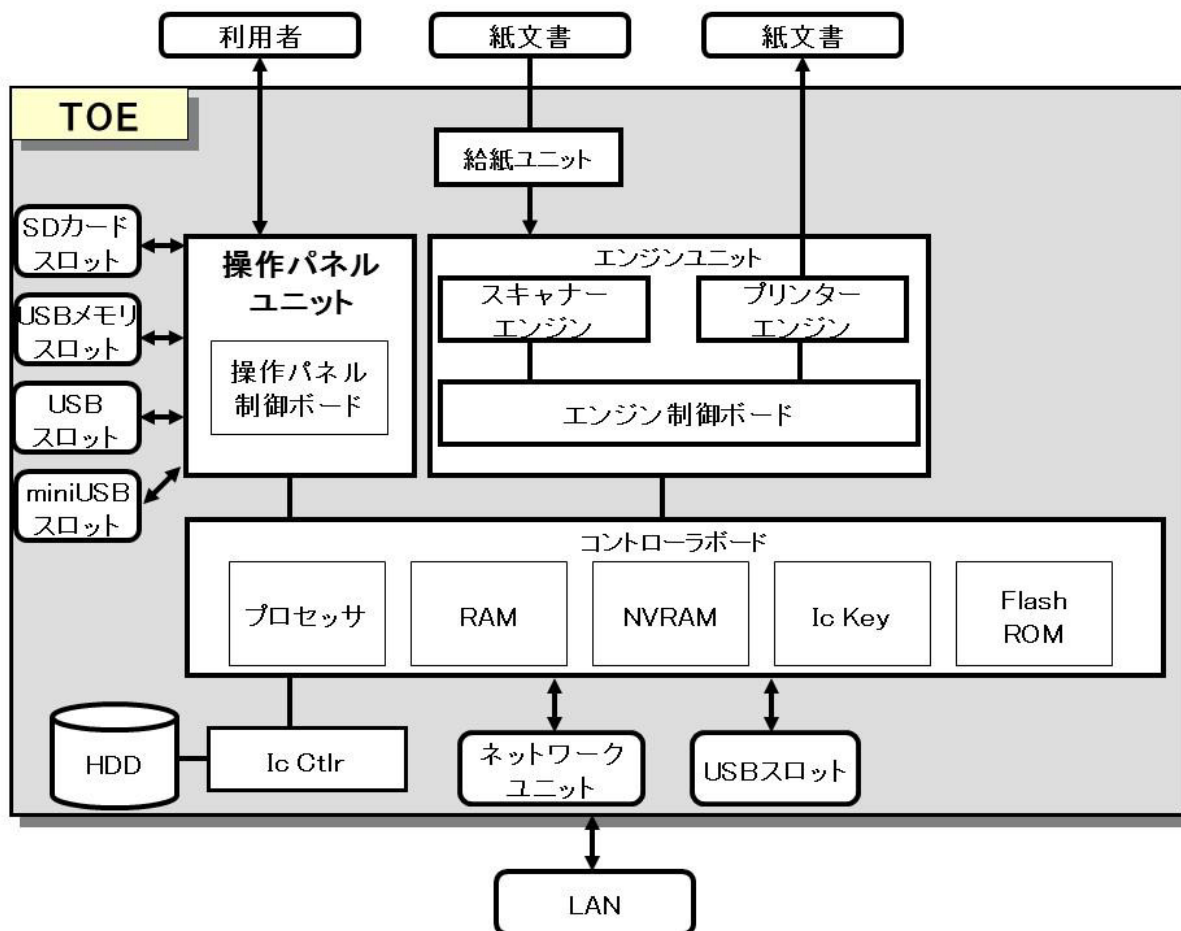 利用者
紙文書
紙文書
TOE
給紙ユニット
SDカード
スロット
USBメモリ
スロット
USB
スロット
miniUSB
スロット
操作パネル
ユニット
操作パネル
制御ボード
エンジンユニット
スキャナー
エンジン
プリンター
エンジン
エンジン制御ボード
コントローラボード
プロセッサ
RAM
NVRAM
Ic Key
Flash
ROM
HDD
Ic Ctlr
ネットワーク
ユニット
USBスロット
LAN